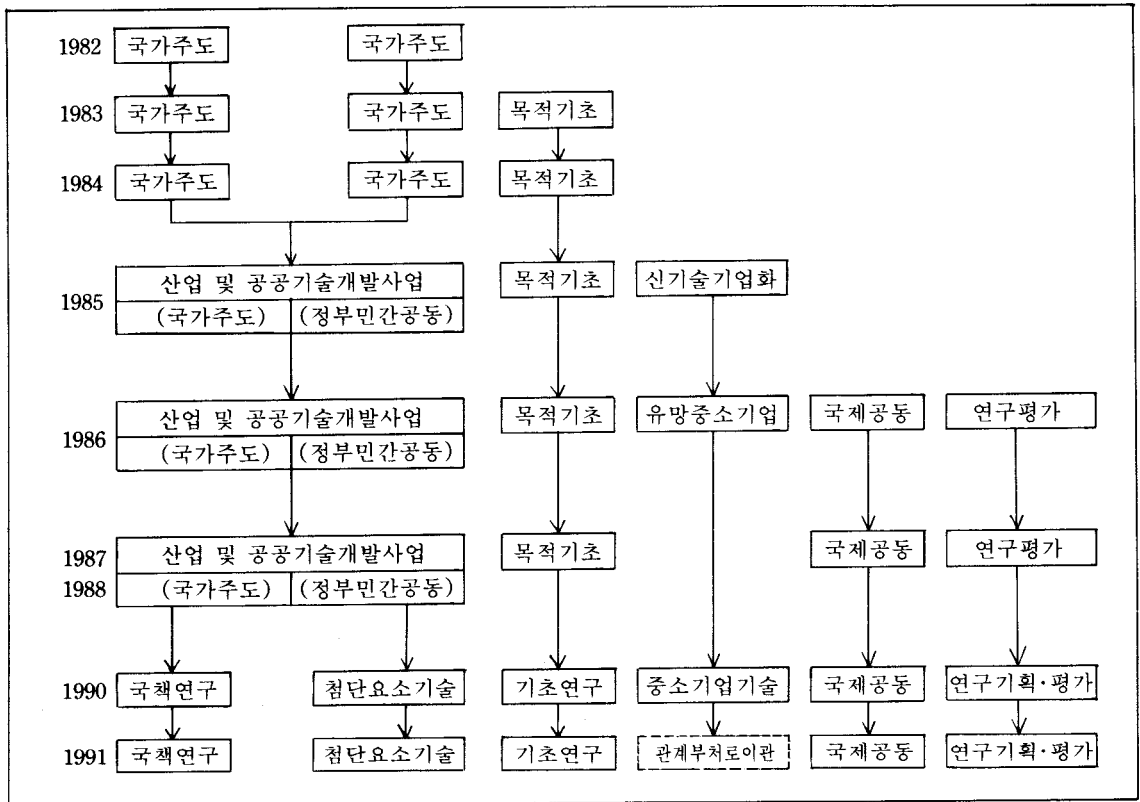 1982 국가주도 국가주도
1983 국가주도 국가주도 목적기초
1984 국가주도 국가주도 목적기초
산업 및 공공기술개발사업 목적기초 신기술기업화
1985
(국가주도) (정부민간공동)
산업 및 공공기술개발사업 목적기초 유망중소기업 국제공동 연구평가
1986
(국가주도) (정부민간공동)
1987 산업 및 공공기술개발사업 목적기초 국제공동 연구평가
1988 (국가주도) (정부민간공동)
1990 국책연구 첨단요소기술 기초연구 중소기업기술 국제공동 연구기획·평가
1991 국책연구 첨단요소기술 기초연구 관계부처로이관 국제공동 연구기획·평가